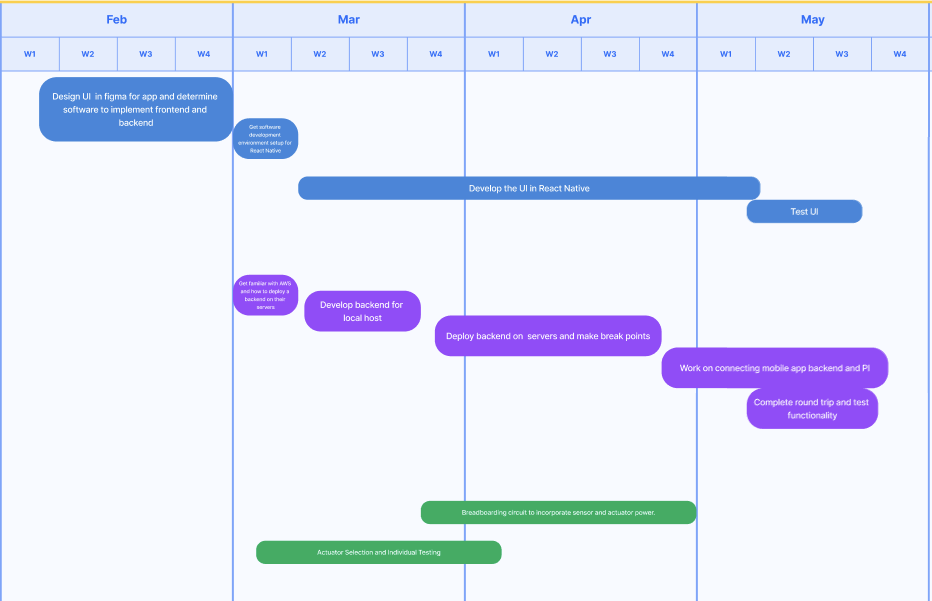 Feb Mar Apr May
W1 W2 W3 W4 W1 W2 W3 W4 W1 W2 W3 W4 W1 W2 W3 W4
Design UI in figma for app and determine
software to implement frontend and
backend
Get software
development
environment setup for
React Native
Develop the UI in React Native
Test UI
Get familiar with AWS
and how to deploy a
backend on their
servers
Develop backend for
local host
Deploy backend on servers and make break points
Work on connecting mobile app backend and PI
Complete round trip and test
functionality
Breadboarding circuit to incorporate sensor and actuator power.
Actuator Selection and Individual Testing